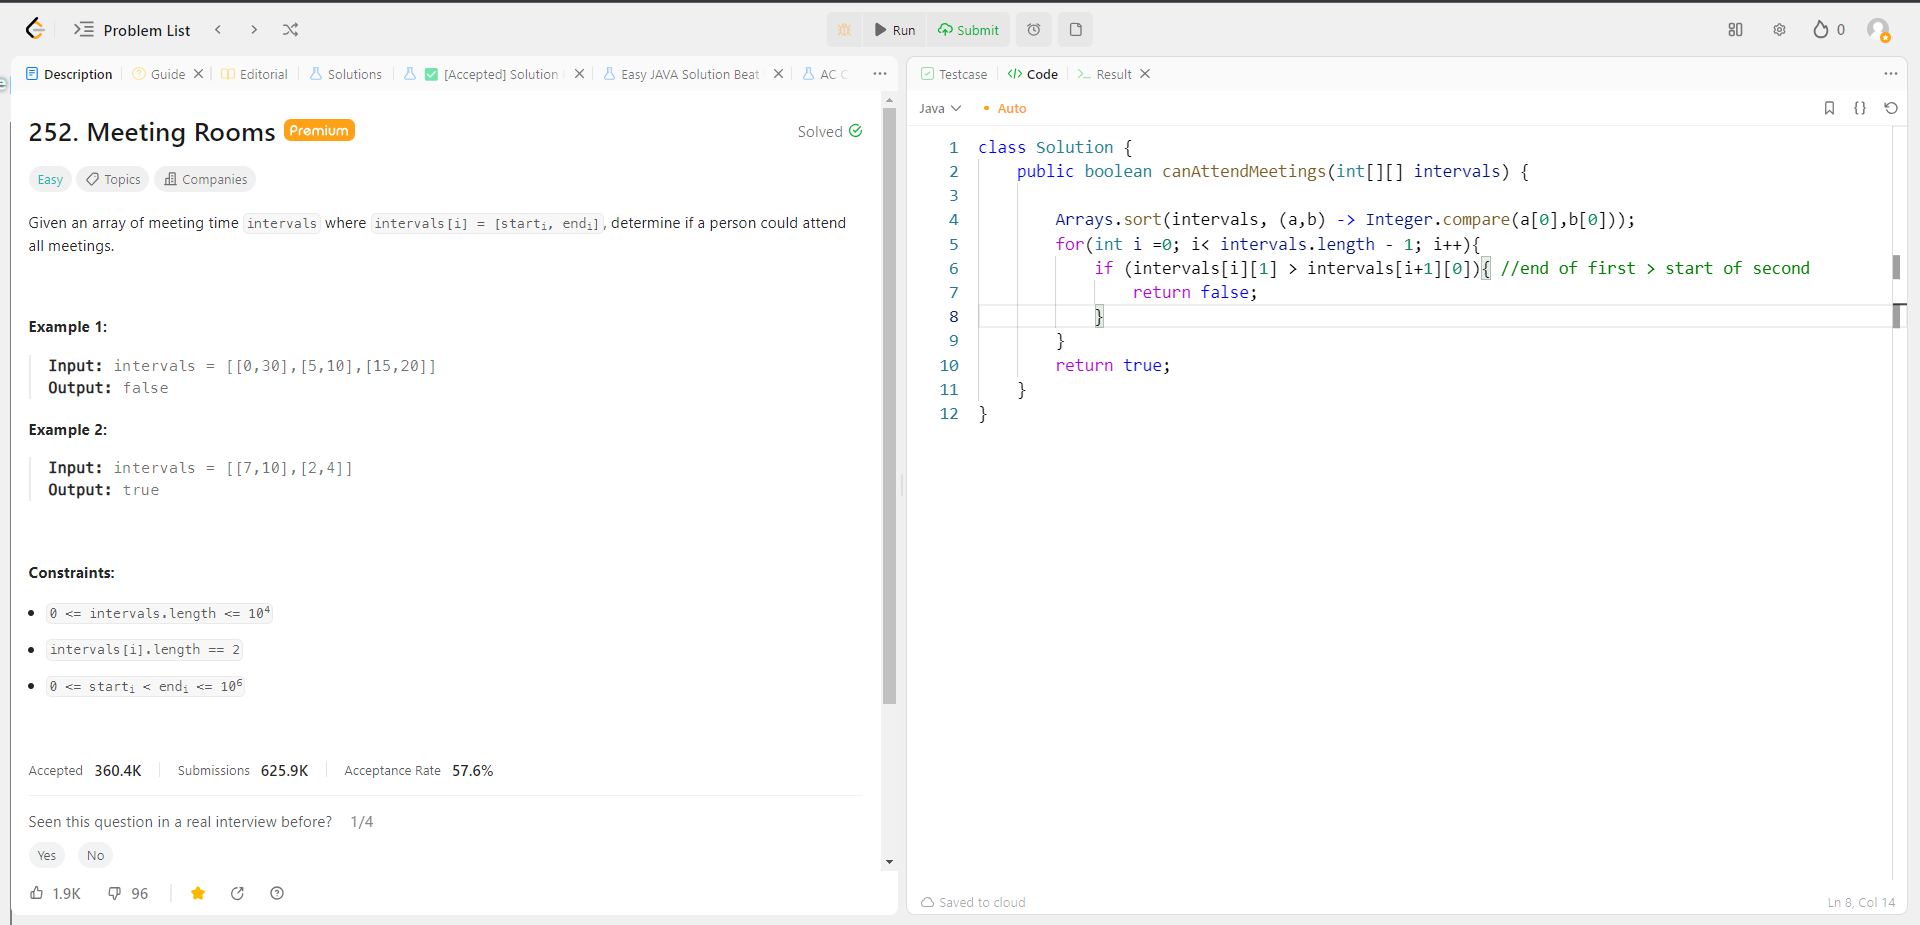 Problem List
Run
Submit
0
Description
Guide
Editorial
Solutions
[Accepted] Solution
Easy JAVA Solution Beat
AC C
252. Meeting Rooms
Premium
Solved
Easy
Topics
Companies
Given an array of meeting time intervals where intervals[i] = [starti, endi], determine if a person could attend
all meetings.
Example 1:
Input: intervals = [[0,30],[5,10],[15,20]]
Output: false
Example 2:
Input: intervals = [[7,10],[2,4]]
Output: true
Constraints:
• 0 <= intervals.length <= 10⁴
• intervals[i].length == 2
• 0 <= starti < endi <= 10⁶
Accepted 360.4K
Submissions 625.9K
Acceptance Rate 57.6%
Seen this question in a real interview before? 1/4
Yes
No
1.9K
96
Testcase
Code
Result
Java
Auto
1 class Solution {
2 public boolean canAttendMeetings(int[][] intervals) {
3
4 Arrays.sort(intervals, (a,b) -> Integer.compare(a[0],b[0]));
5 for(int i =0; i< intervals.length - 1; i++){
6 if (intervals[i][1] > intervals[i+1][0]){ //end of first > start of second
7 return false;
8 }
9 }
10 return true;
11 }
12 }
Saved to cloud
Ln 8, Col 14